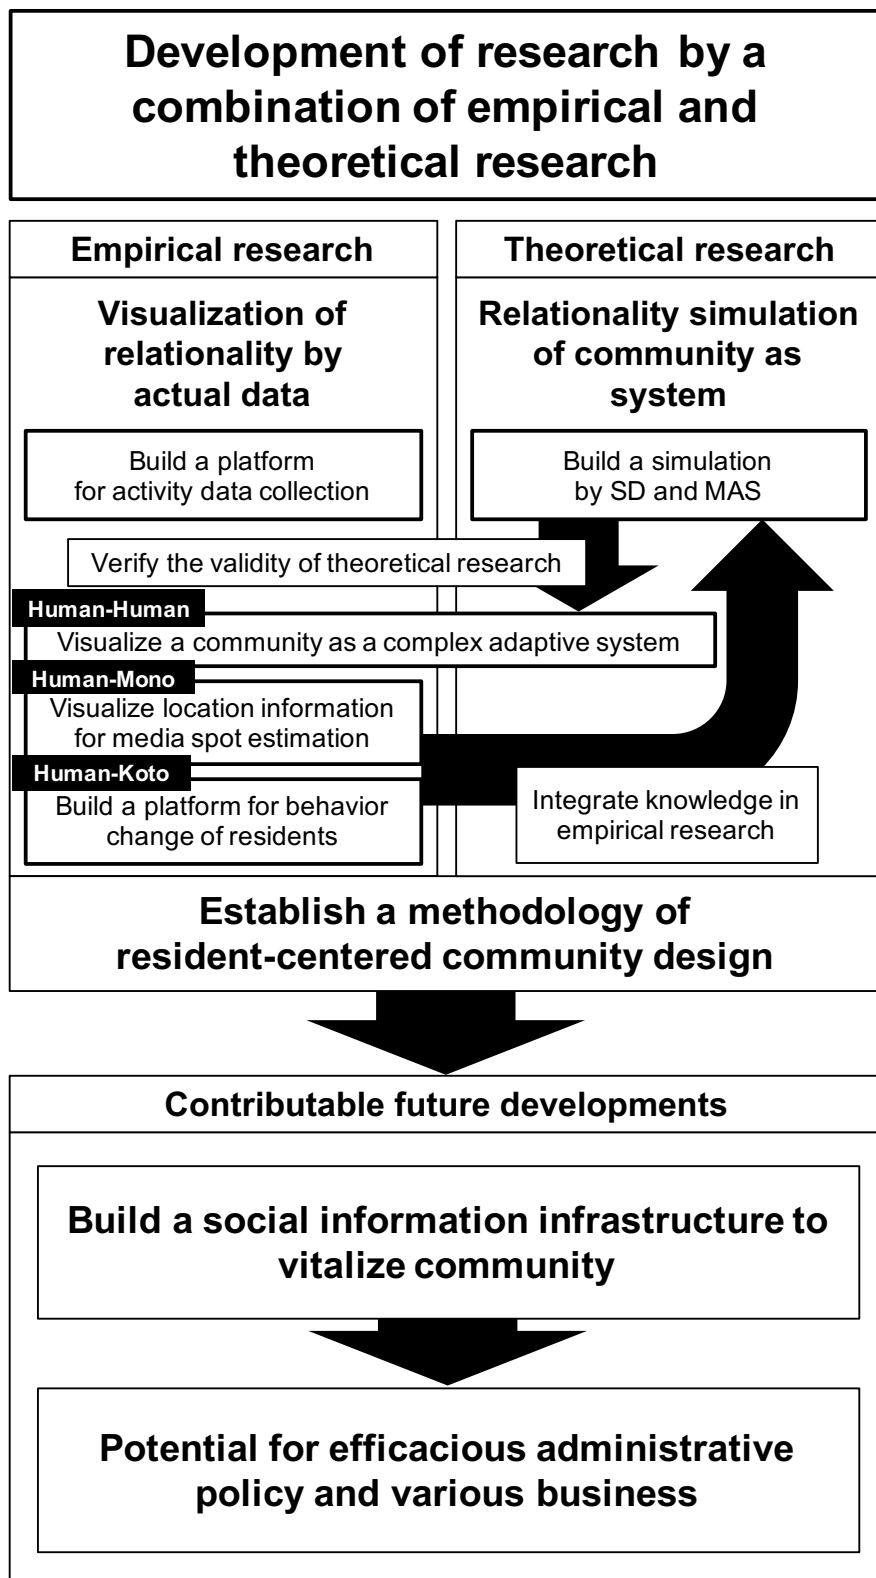 Development of research by a
combination of empirical and
theoretical research
Empirical research
Visualization of
relationality by
actual data
Build a platform
for activity data collection
Theoretical research
Relationality simulation
of community as
system
Build a simulation
by SD and MAS
Verify the validity of theoretical research
Human-Human
Visualize a community as a complex adaptive system
Human-Mono
Visualize location information
for media spot estimation
Human-Koto
Build a platform for behavior
change of residents
Integrate knowledge in
empirical research
Establish a methodology of
resident-centered community design
Contributable future developments
Build a social information infrastructure to
vitalize community
Potential for efficacious administrative
policy and various business